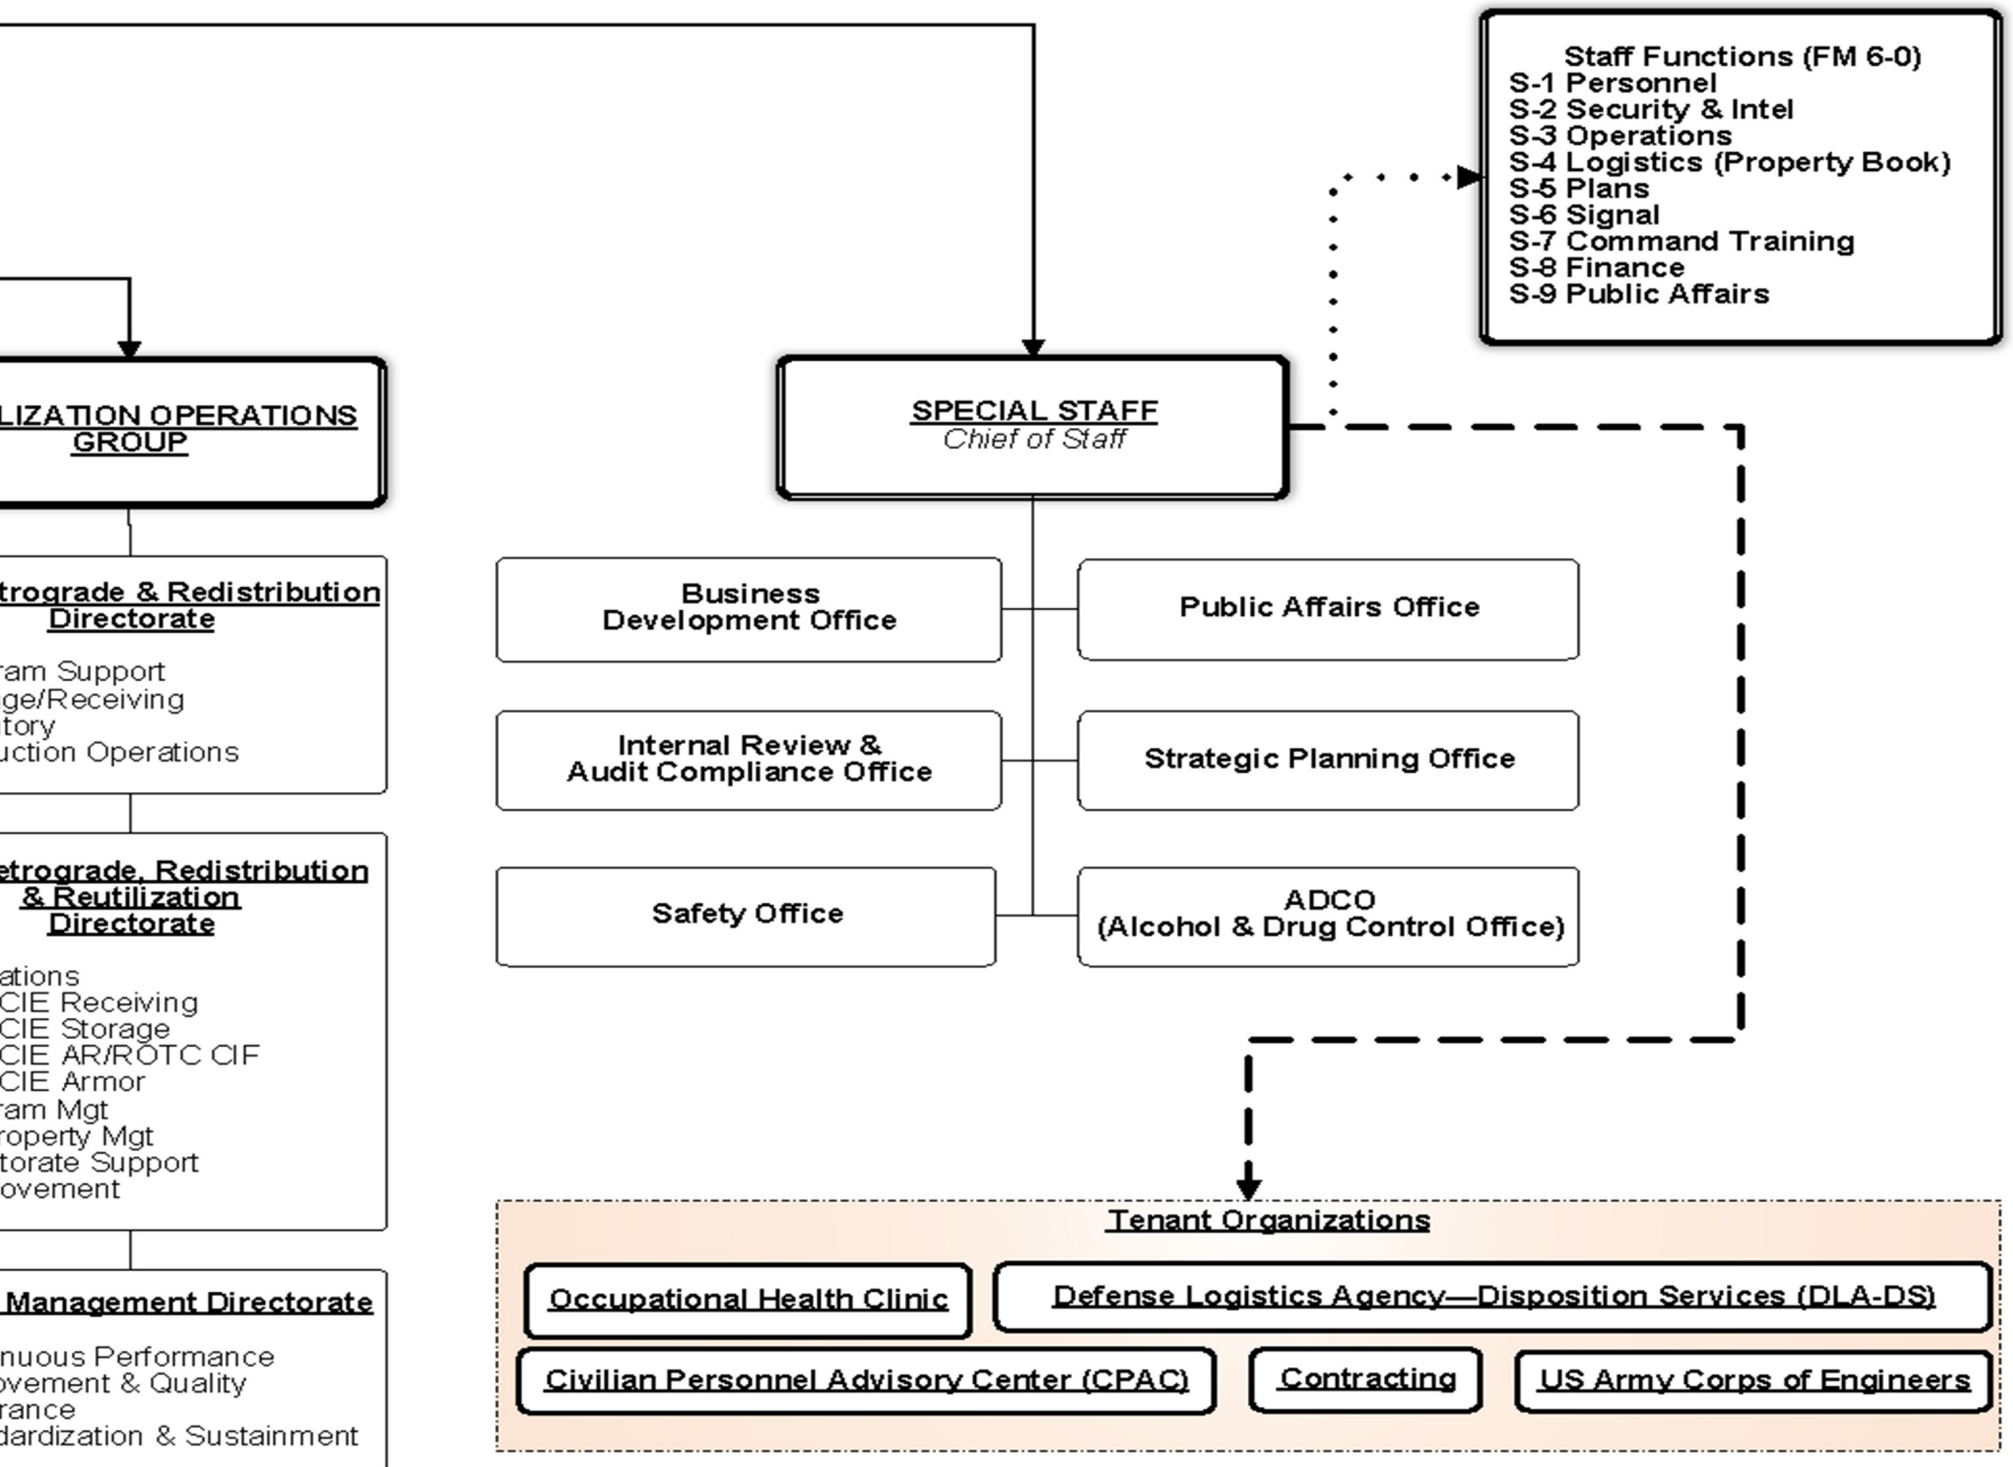 Staff Functions (FM 6-0)
S-1 Personnel
S-2 Security & Intel
S-3 Operations
S-4 Logistics (Property Book)
S-5 Plans
S-6 Signal
S-7 Command Training
S-8 Finance
S-9 Public Affairs
LIZATION OPERATIONS
GROUP
trograde & Redistribution
Directorate
ram Support
ge/Receiving
tory
uction Operations
etrograde, Redistribution
& Reutilization
Directorate
ations
CIE Receiving
CIE Storage
CIE AR/ROTC CIF
CIE Armor
ram Mgt
roperty Mgt
torate Support
ovement
Management Directorate
nuous Performance
ovement & Quality
rance
dardization & Sustainment
SPECIAL STAFF
Chief of Staff
Business
Development Office
Public Affairs Office
Internal Review &
Audit Compliance Office
Strategic Planning Office
Safety Office
ADCO
(Alcohol & Drug Control Office)
Tenant Organizations
Occupational Health Clinic
Defense Logistics Agency—Disposition Services (DLA-DS)
Civilian Personnel Advisory Center (CPAC)
Contracting
US Army Corps of Engineers